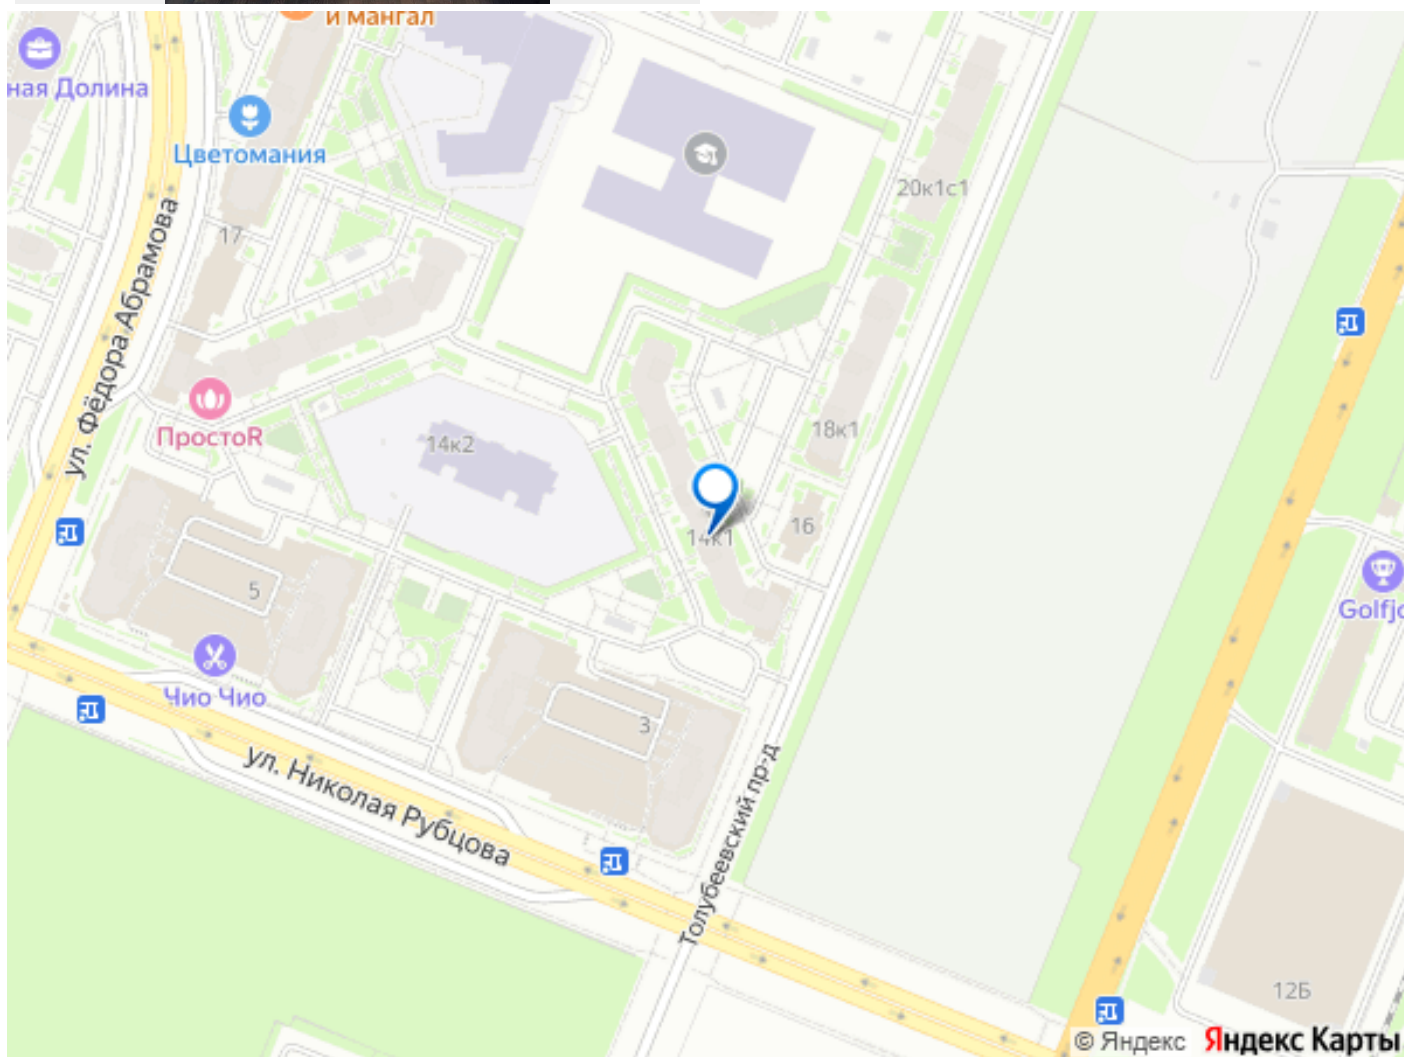 и мангал
ная Долина
Цветомания
20к1с1
17
ул. Фёдора Абрамова
ПростоR
18к1
14к2
16
14к1
5
Golfjo
Чио Чио
3
ул. Николая Рубцова
Толубеевский пр-д
12Б
© Яндекс Яндекс Карты